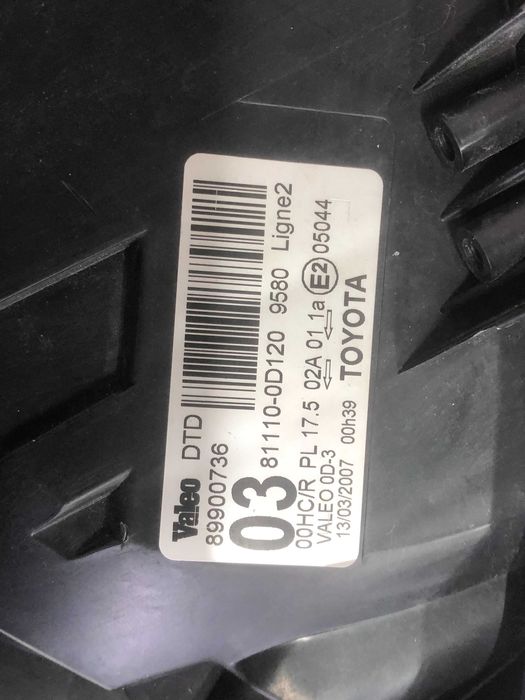 Valeo DTD
89900736
03 81110-0D120 9580 Ligne2
00HC/R PL 17.5 02A 01 1a E2 05044
VALEO 0D-3
13/03/2007 00h39 TOYOTA